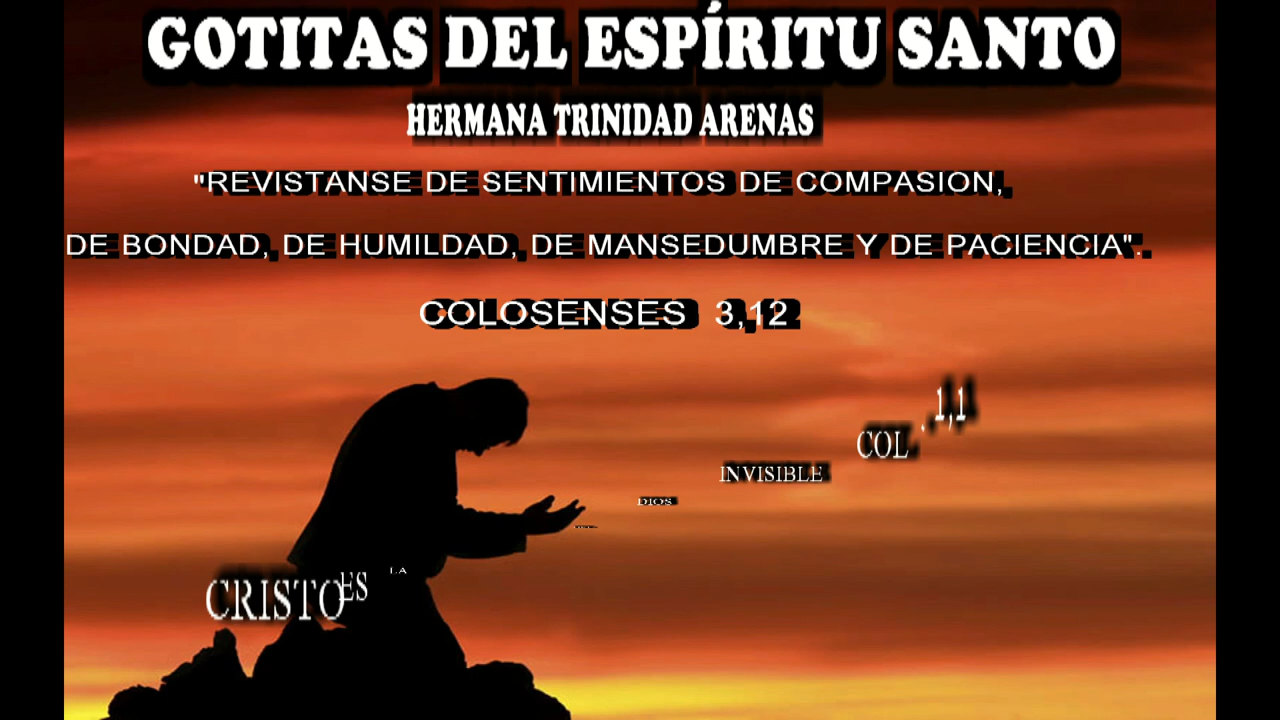 GOTITAS DEL ESPÍRITU SANTO
HERMANA TRINIDAD ARENAS
"REVISTANSE DE SENTIMIENTOS DE COMPASION,
DE BONDAD, DE HUMILDAD, DE MANSEDUMBRE Y DE PACIENCIA".
COLOSENSES 3,12
CRISTO ES LA DIOS INVISIBLE COL . 1,1